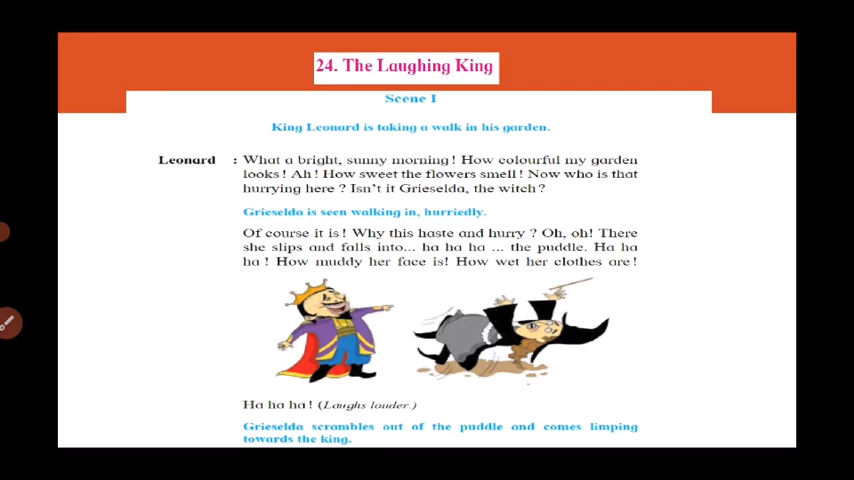 24. The Laughing King
Scene I
King Leonard is taking a walk in his garden.
Leonard : What a bright, sunny morning ! How colourful my garden
looks ! Ah ! How sweet the flowers smell ! Now who is that
hurrying here ? Isn't it Grieselda, the witch ?
Grieselda is seen walking in, hurriedly.
Of course it is ! Why this haste and hurry ? Oh, oh! There
she slips and falls into... ha ha ha ... the puddle. Ha ha
ha ! How muddy her face is! How wet her clothes are !
Ha ha ha ! (Laughs louder.)
Grieselda scrambles out of the puddle and comes limping
towards the king.